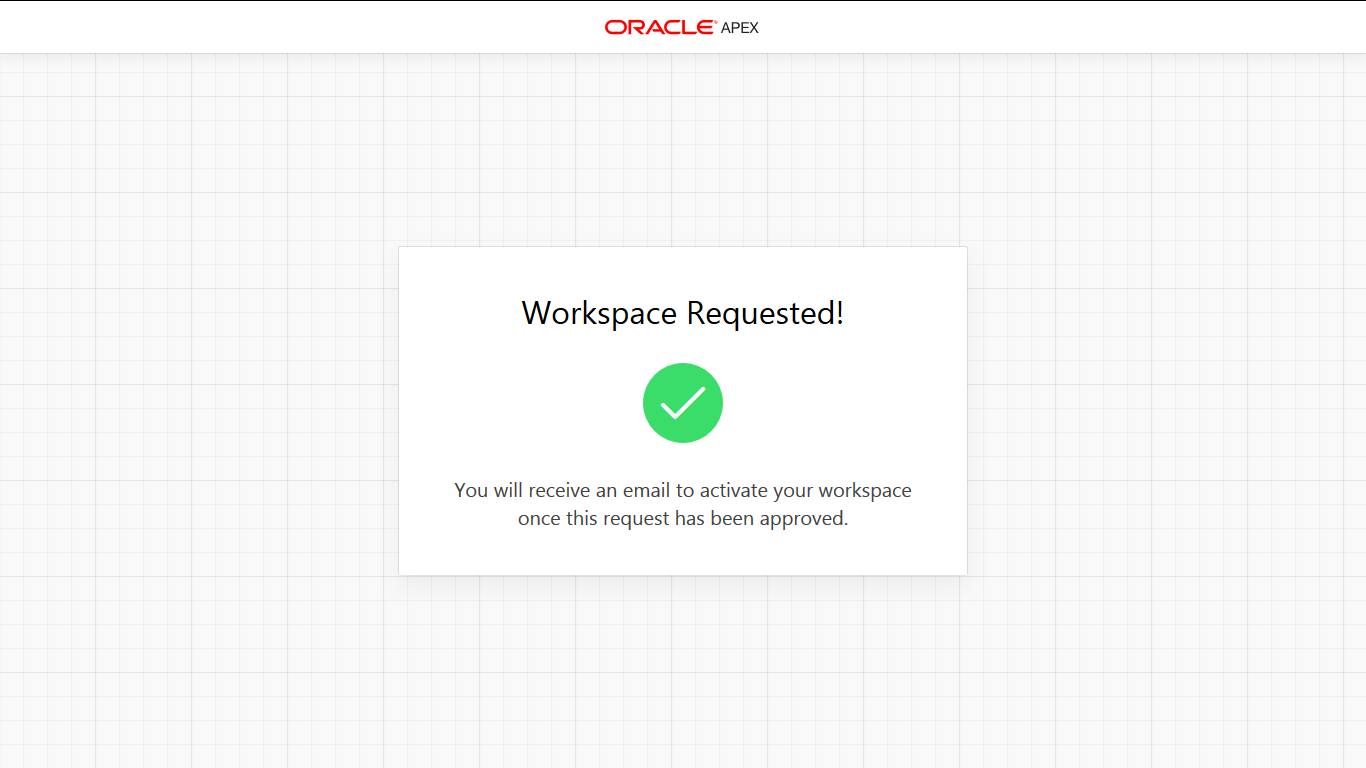 ORACLE® APEX
Workspace Requested!
You will receive an email to activate your workspace
once this request has been approved.